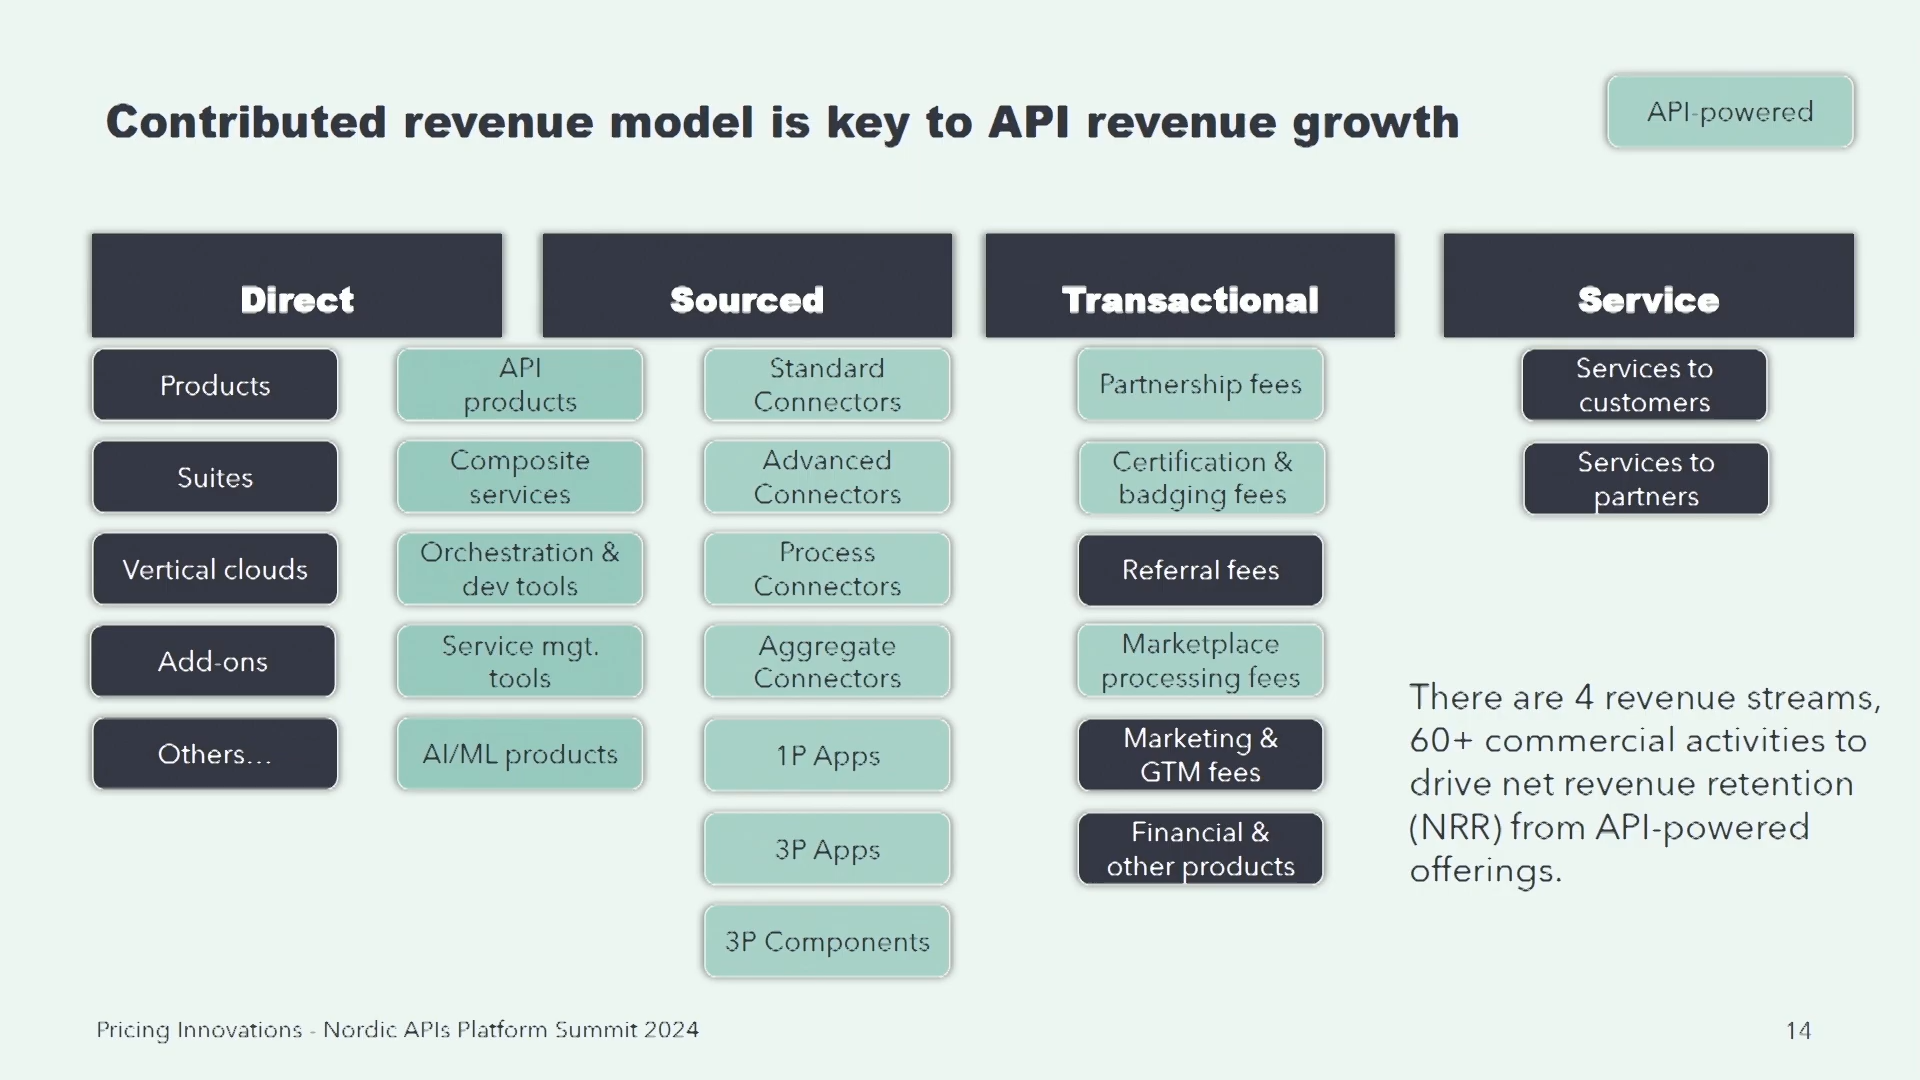 Contributed revenue model is key to API revenue growth
API-powered
Direct
Sourced
Transactional
Service
Products
Suites
Vertical clouds
Add-ons
Others...
API
products
Composite
services
Orchestration &
dev tools
Service mgt.
tools
AI/ML products
Standard
Connectors
Advanced
Connectors
Process
Connectors
Aggregate
Connectors
1P Apps
3P Apps
3P Components
Partnership fees
Certification &
badging fees
Referral fees
Marketplace
processing fees
Marketing &
GTM fees
Financial &
other products
Services to
customers
Services to
partners
There are 4 revenue streams,
60+ commercial activities to
drive net revenue retention
(NRR) from API-powered
offerings.
Pricing Innovations - Nordic APIs Platform Summit 2024
14